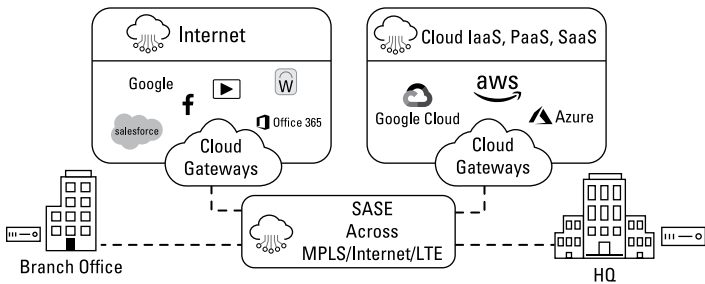 Internet
Google
f
W
salesforce
Office 365
Cloud
Gateways
Cloud IaaS, PaaS, SaaS
Google Cloud
aws
Azure
Cloud
Gateways
SASE
Across
MPLS/Internet/LTE
Branch Office
HQ